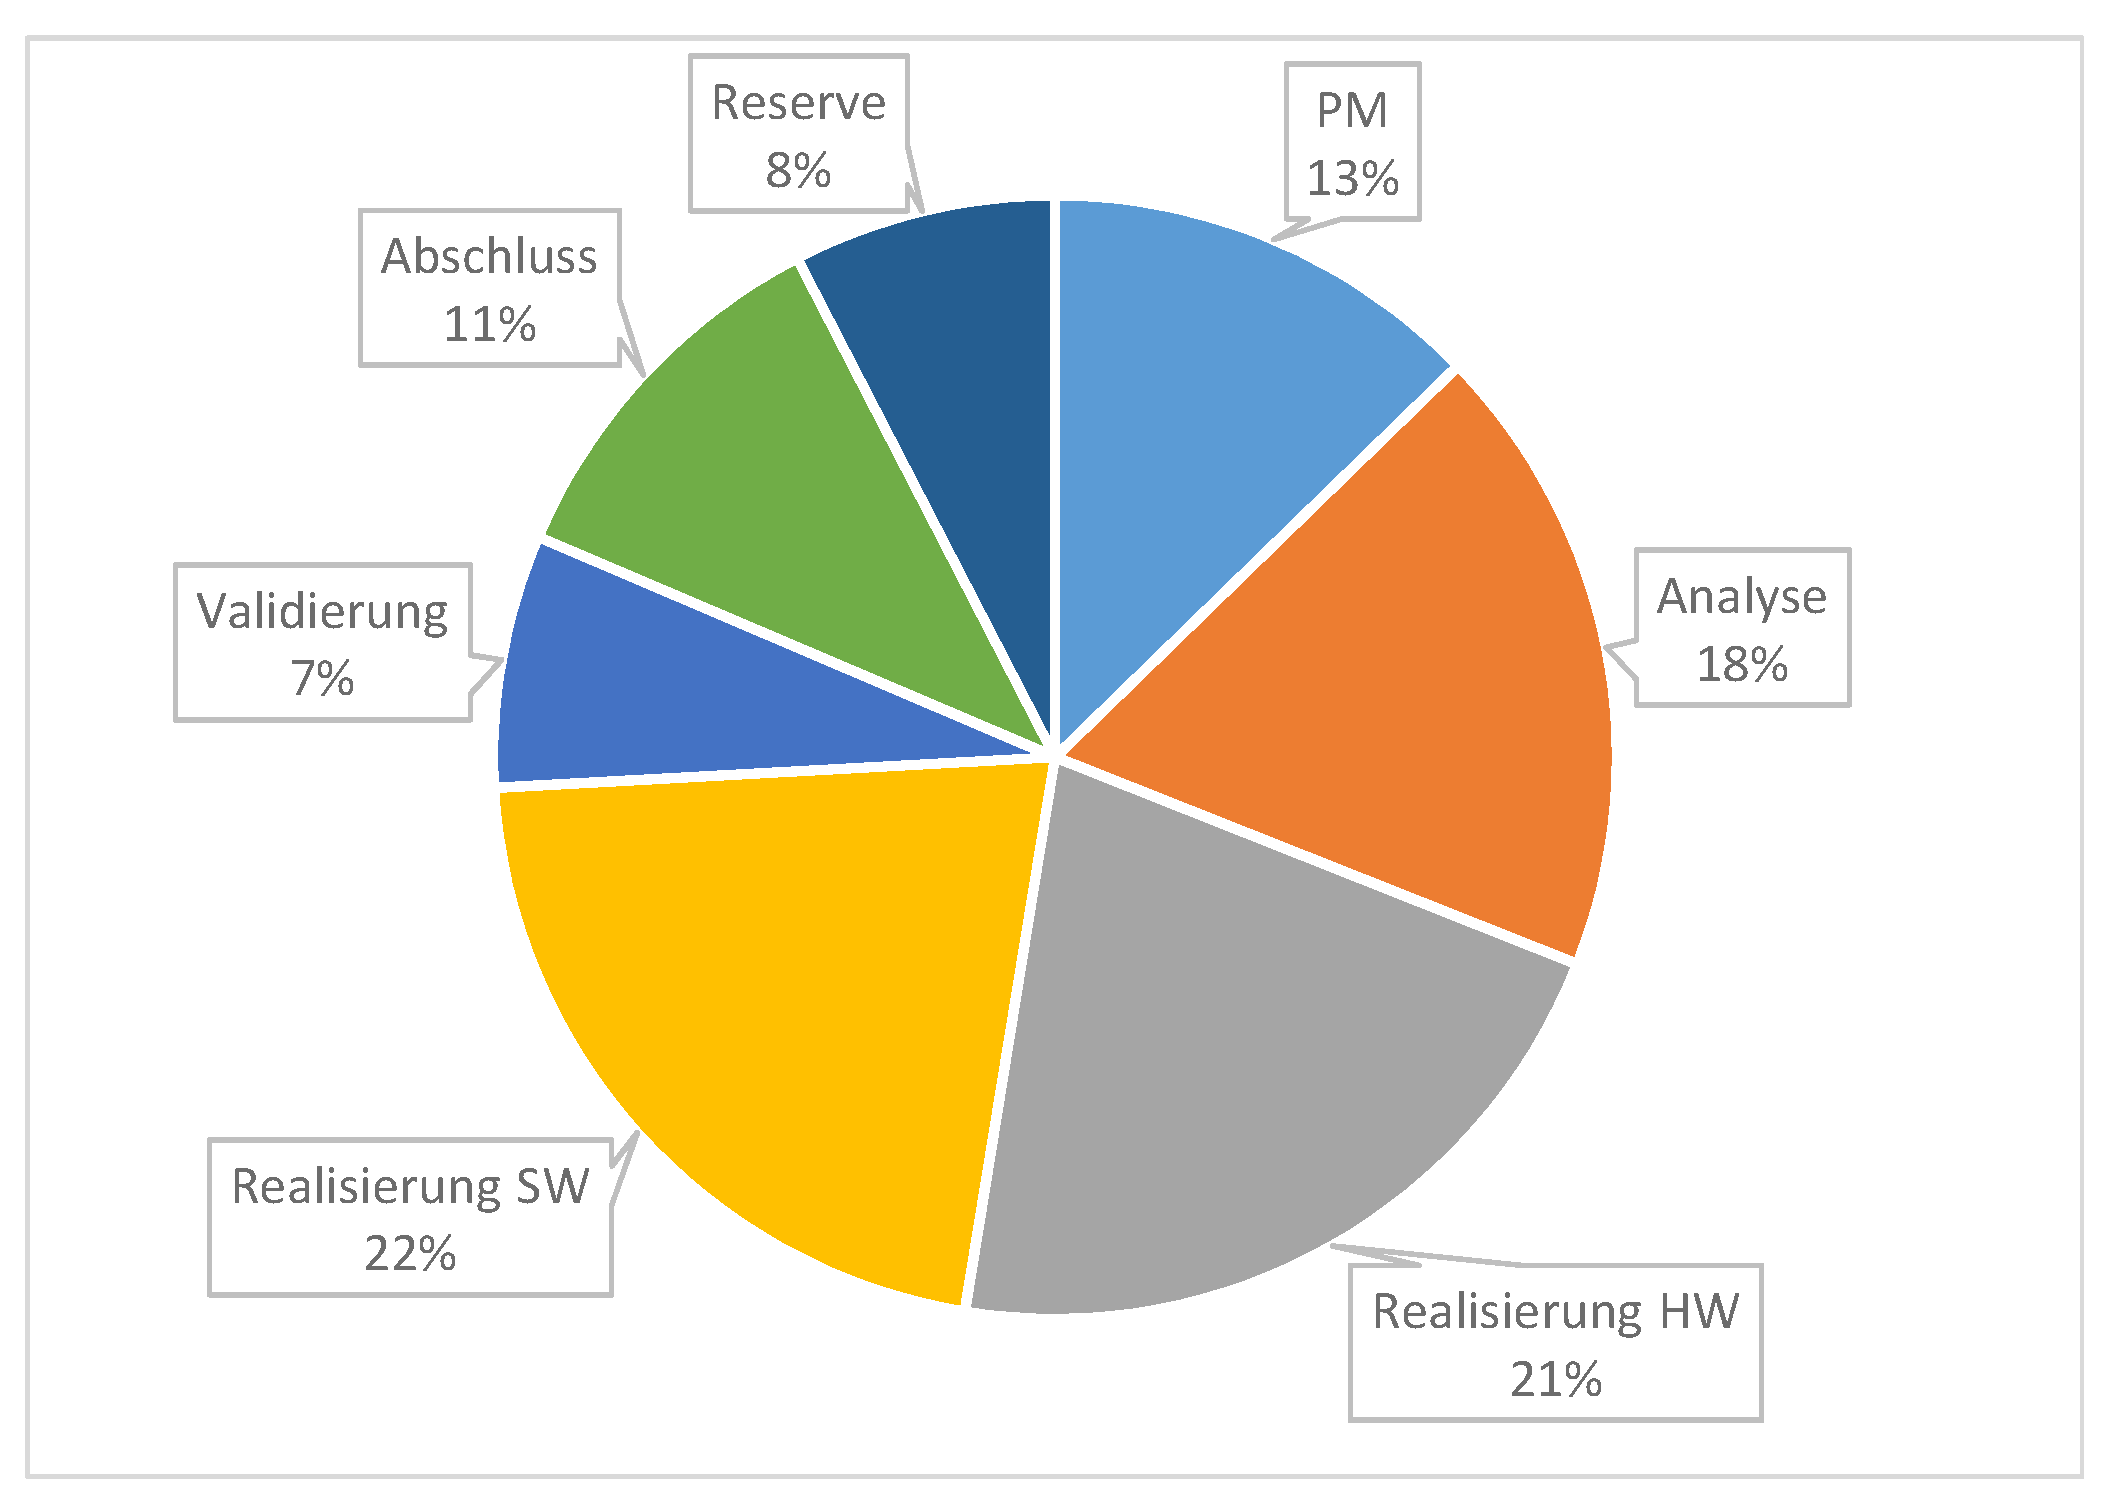 Reserve
8%
PM
13%
Abschluss
11%
Analyse
18%
Validierung
7%
Realisierung SW
22%
Realisierung HW
21%